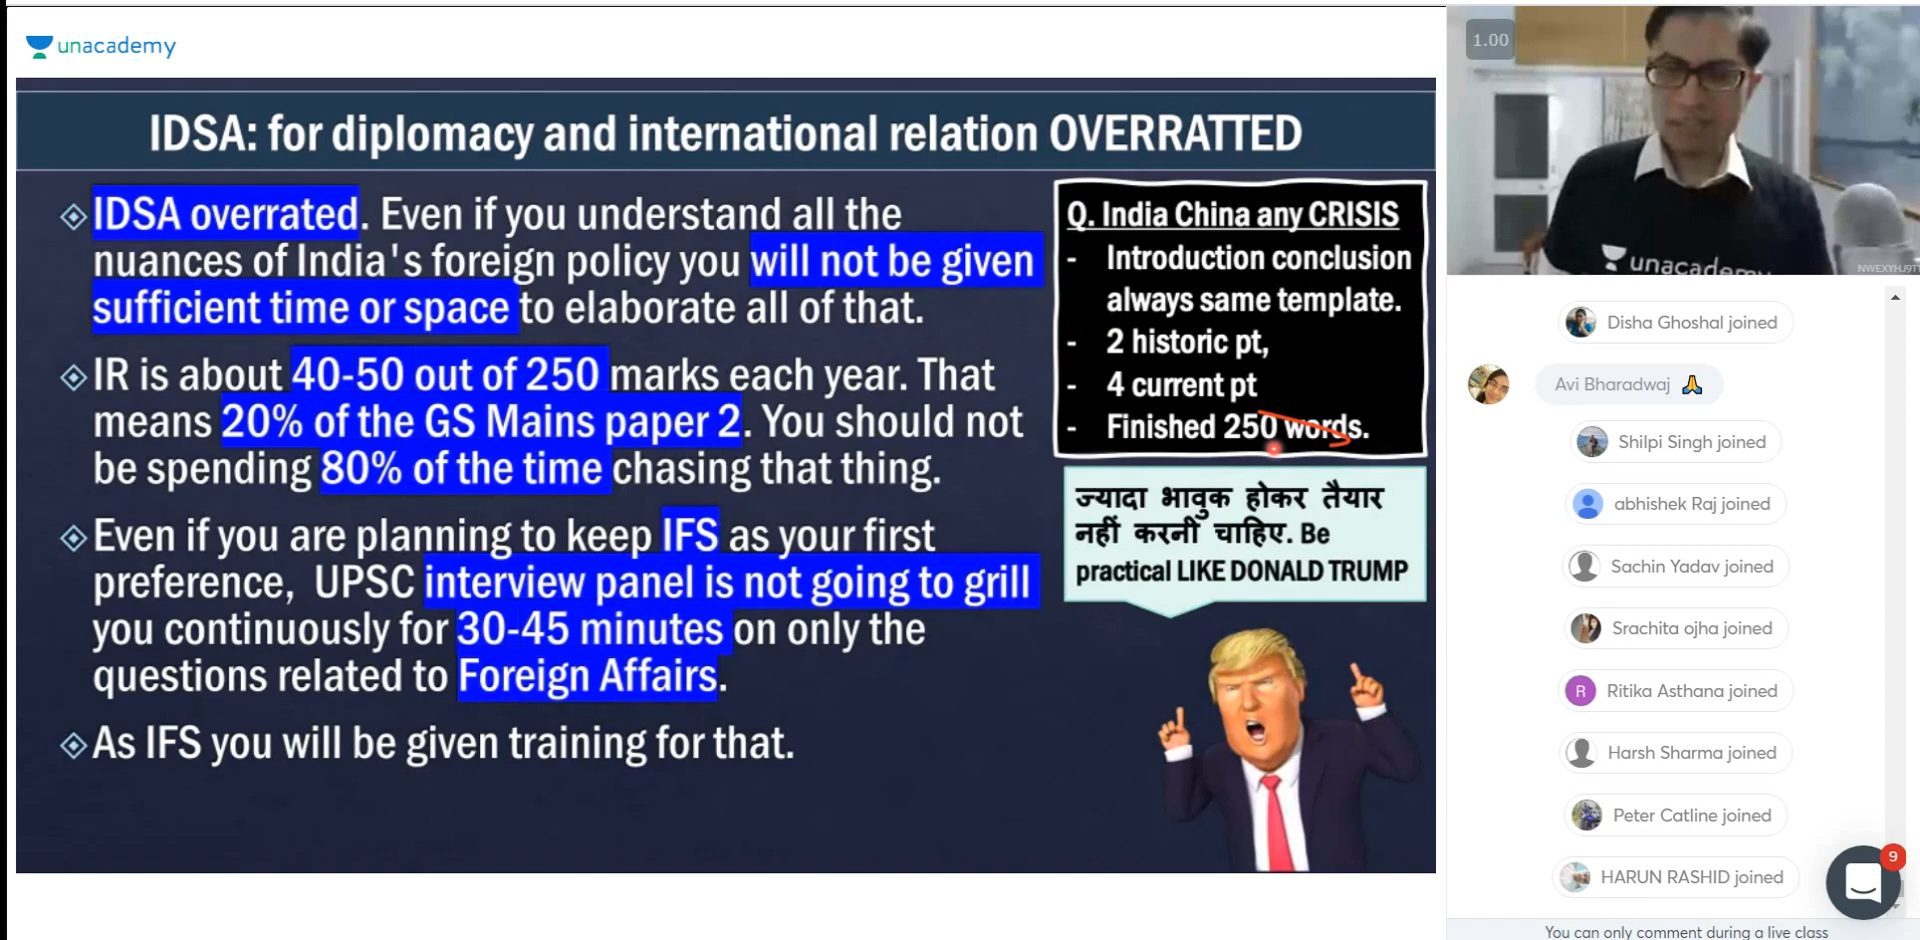 unacademy
IDSA: for diplomacy and international relation OVERRATTED
IDSA overrated. Even if you understand all the
nuances of India's foreign policy you will not be given
sufficient time or space to elaborate all of that.
IR is about 40-50 out of 250 marks each year. That
means 20% of the GS Mains paper 2. You should not
be spending 80% of the time chasing that thing.
Even if you are planning to keep IFS as your first
preference, UPSC interview panel is not going to grill
you continuously for 30-45 minutes on only the
questions related to Foreign Affairs.
As IFS you will be given training for that.
Q. India China any CRISIS
- Introduction conclusion
always same template.
- 2 historic pt,
- 4 current pt
- Finished 250 words.
ज्यादा भावुक होकर तैयार
नहीं करनी चाहिए. Be
practical LIKE DONALD TRUMP
1.00
unacademy
Disha Ghoshal joined
Avi Bharadwaj 🙏
Shilpi Singh joined
abhishek Raj joined
Sachin Yadav joined
Srachita ojha joined
R Ritika Asthana joined
Harsh Sharma joined
Peter Catline joined
HARUN RASHID joined
9
You can only comment during a live class